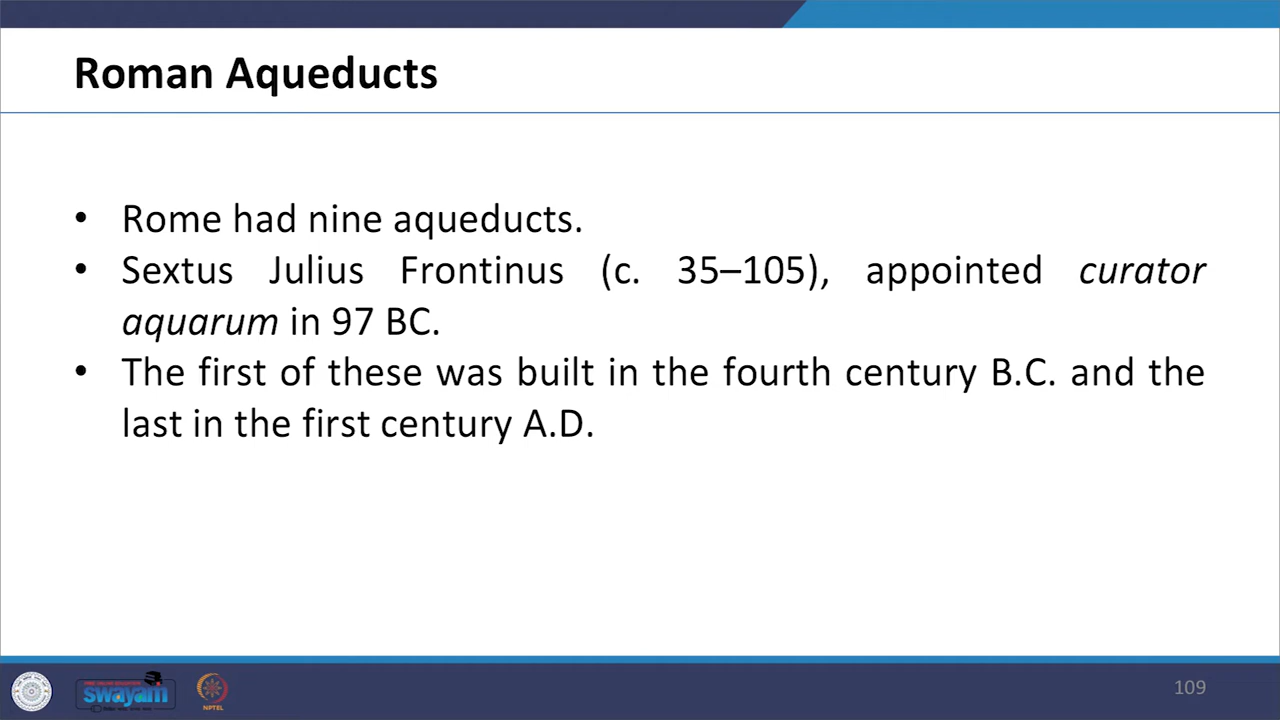 Roman Aqueducts
• Rome had nine aqueducts.
• Sextus Julius Frontinus (c. 35–105), appointed curator
aquarum in 97 BC.
• The first of these was built in the fourth century B.C. and the
last in the first century A.D.
swayam
NPTEL
109